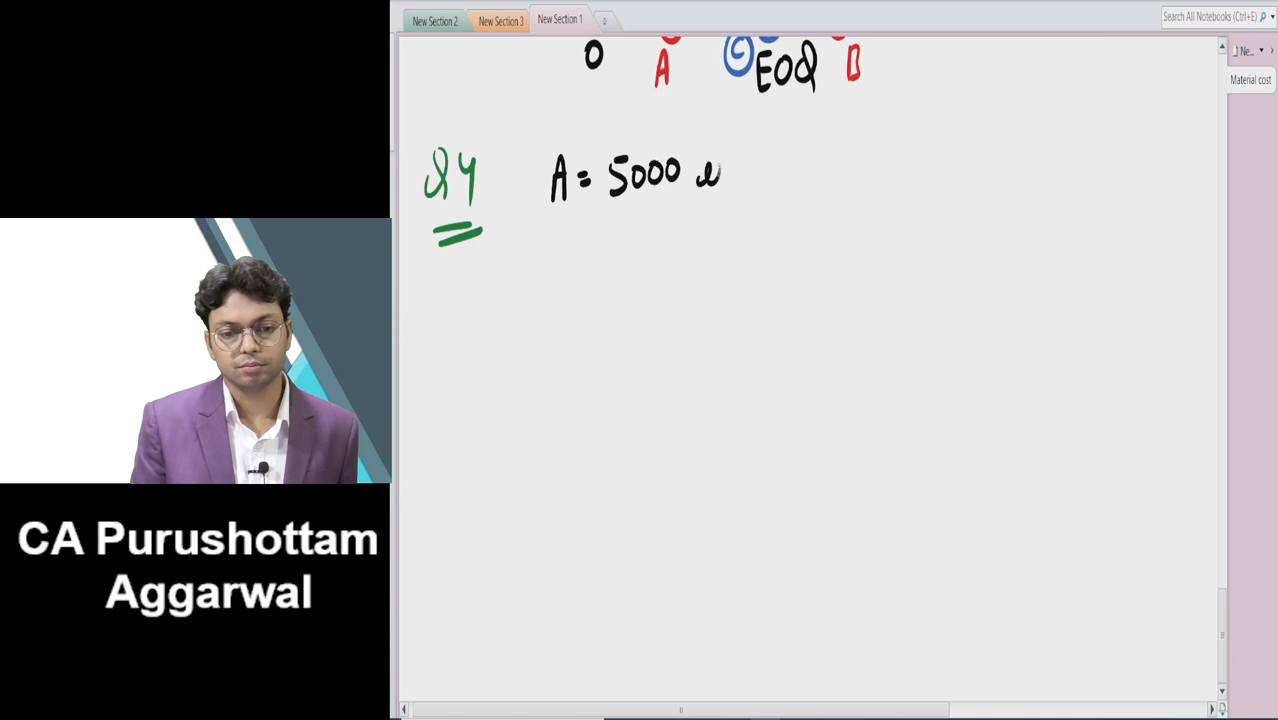 New Section 2 New Section 3 New Section 1
Search All Notebooks (Ctrl+E)
Ne...
Material cost
0 A C EOQ B
Q4 A = 5000 u
CA Purushottam
Aggarwal